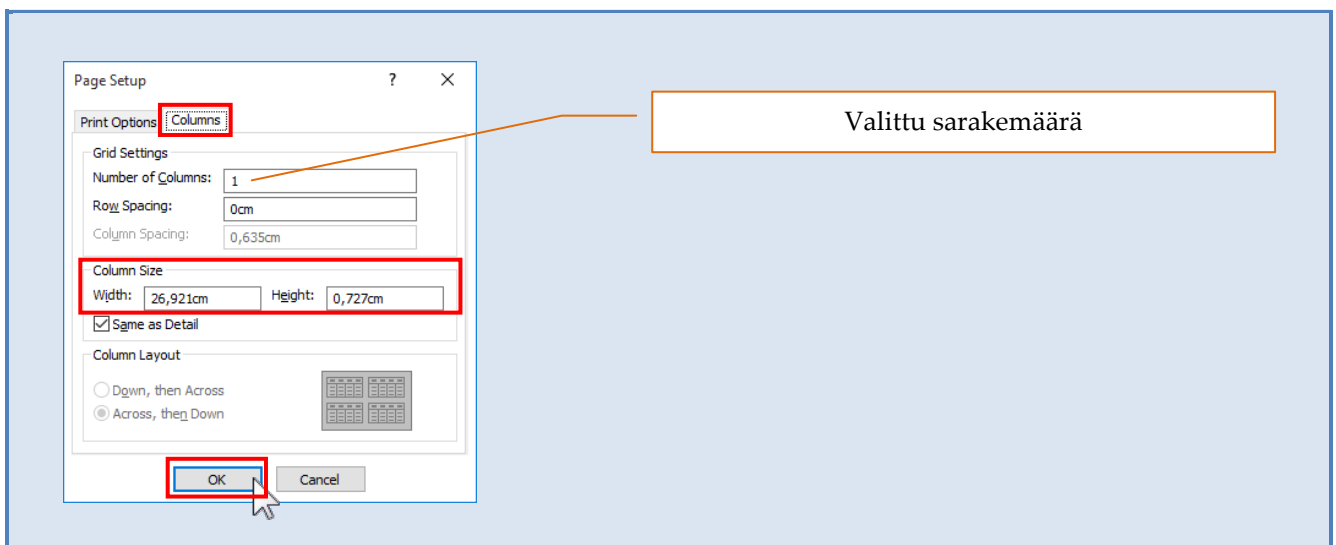 Page Setup ? ×
Print Options Columns
Valittu sarakemäärä
Grid Settings
Number of Columns: 1
Row Spacing: 0cm
Column Spacing: 0,635cm
Column Size
Width: 26,921cm Height: 0,727cm
Same as Detail
Column Layout
Down, then Across
Across, then Down
OK Cancel